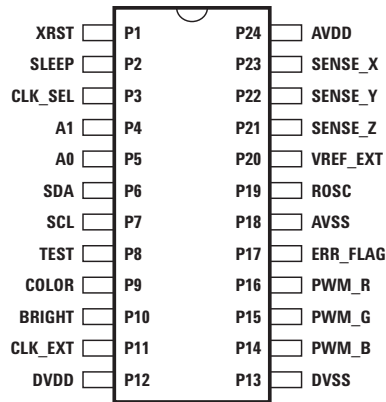 XRST P1 P24 AVDD
SLEEP P2 P23 SENSE_X
CLK_SEL P3 P22 SENSE_Y
A1 P4 P21 SENSE_Z
A0 P5 P20 VREF_EXT
SDA P6 P19 ROSC
SCL P7 P18 AVSS
TEST P8 P17 ERR_FLAG
COLOR P9 P16 PWM_R
BRIGHT P10 P15 PWM_G
CLK_EXT P11 P14 PWM_B
DVDD P12 P13 DVSS